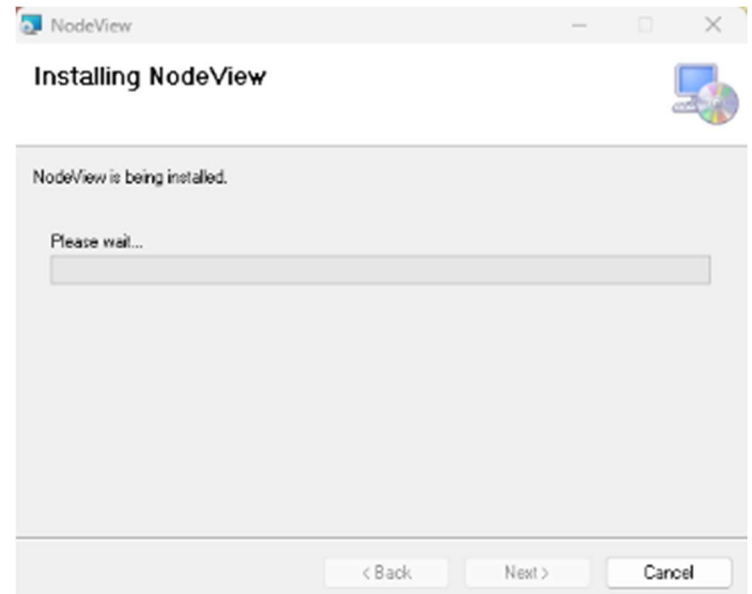 NodeView
Installing NodeView
NodeView is being installed.
Please wait...
< Back
Next >
Cancel